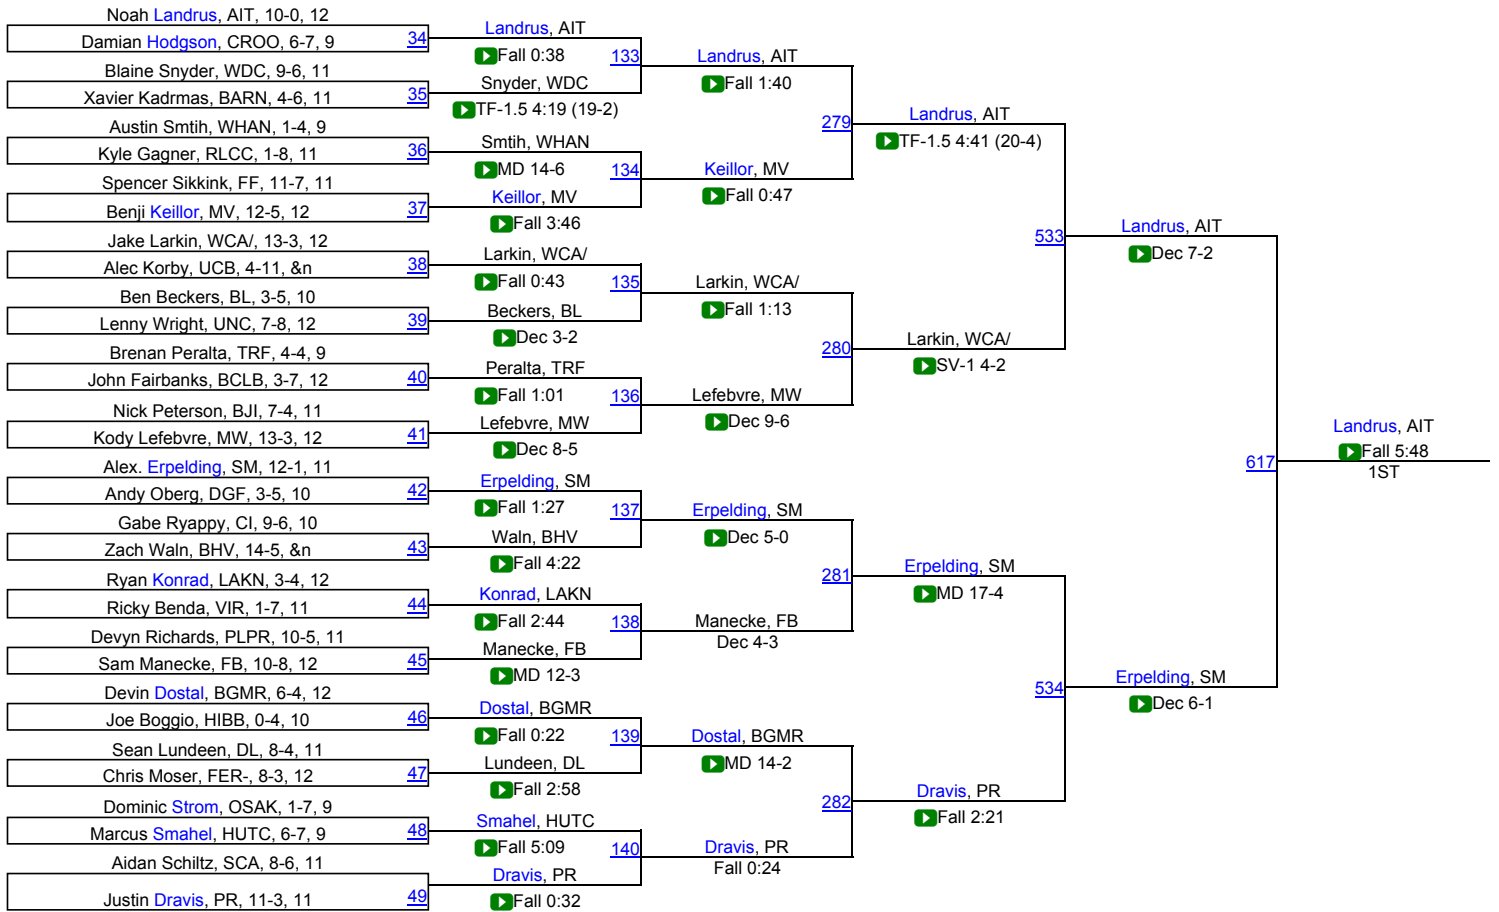 Noah Landrus, AIT, 10-0, 12
Damian Hodgson, CROO, 6-7, 9
34
Blaine Snyder, WDC, 9-6, 11
Xavier Kadrmas, BARN, 4-6, 11
35
Austin Smtih, WHAN, 1-4, 9
Kyle Gagner, RLCC, 1-8, 11
36
Spencer Sikkink, FF, 11-7, 11
Benji Keillor, MV, 12-5, 12
37
Jake Larkin, WCA/, 13-3, 12
Alec Korby, UCB, 4-11, &n
38
Ben Beckers, BL, 3-5, 10
Lenny Wright, UNC, 7-8, 12
39
Brenan Peralta, TRF, 4-4, 9
John Fairbanks, BCLB, 3-7, 12
40
Nick Peterson, BJI, 7-4, 11
Kody Lefebvre, MW, 13-3, 12
41
Alex. Erpelding, SM, 12-1, 11
Andy Oberg, DGF, 3-5, 10
42
Gabe Ryappy, CI, 9-6, 10
Zach Waln, BHV, 14-5, &n
43
Ryan Konrad, LAKN, 3-4, 12
Ricky Benda, VIR, 1-7, 11
44
Devyn Richards, PLPR, 10-5, 11
Sam Manecke, FB, 10-8, 12
45
Devin Dostal, BGMR, 6-4, 12
Joe Boggio, HIBB, 0-4, 10
46
Sean Lundeen, DL, 8-4, 11
Chris Moser, FER-, 8-3, 12
47
Dominic Strom, OSAK, 1-7, 9
Marcus Smahel, HUTC, 6-7, 9
48
Aidan Schiltz, SCA, 8-6, 11
Justin Dravis, PR, 11-3, 11
49
Landrus, AIT
Fall 0:38
133
Snyder, WDC
TF-1.5 4:19 (19-2)
Smtih, WHAN
MD 14-6
134
Keillor, MV
Fall 3:46
Larkin, WCA/
Fall 0:43
135
Beckers, BL
Dec 3-2
Peralta, TRF
Fall 1:01
136
Lefebvre, MW
Dec 8-5
Erpelding, SM
Fall 1:27
137
Waln, BHV
Fall 4:22
Konrad, LAKN
Fall 2:44
138
Manecke, FB
MD 12-3
Dostal, BGMR
Fall 0:22
139
Lundeen, DL
Fall 2:58
Smahel, HUTC
Fall 5:09
140
Dravis, PR
Fall 0:32
Landrus, AIT
Fall 1:40
279
Keillor, MV
Fall 0:47
Larkin, WCA/
Fall 1:13
280
Lefebvre, MW
Dec 9-6
Erpelding, SM
Dec 5-0
281
Manecke, FB
Dec 4-3
Dostal, BGMR
MD 14-2
282
Dravis, PR
Fall 0:24
Landrus, AIT
TF-1.5 4:41 (20-4)
533
Larkin, WCA/
SV-1 4-2
Erpelding, SM
MD 17-4
534
Dravis, PR
Fall 2:21
Landrus, AIT
Dec 7-2
617
Erpelding, SM
Dec 6-1
Landrus, AIT
Fall 5:48
1ST